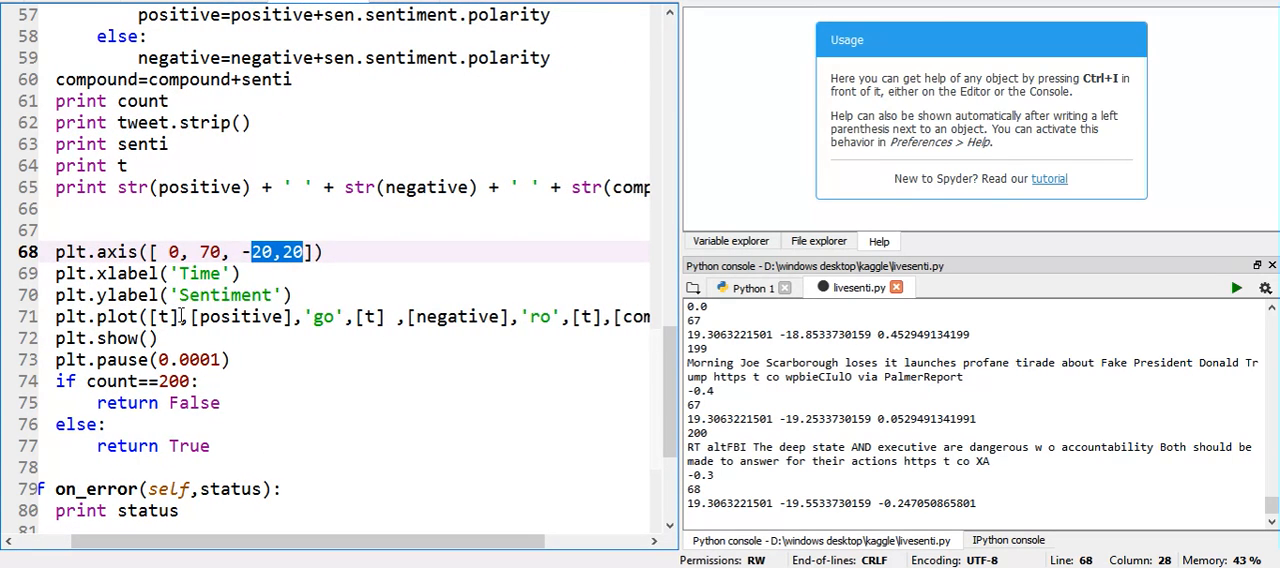 57 positive=positive+sen.sentiment.polarity
58 else:
59 negative=negative+sen.sentiment.polarity
60 compound=compound+senti
61 print count
62 print tweet.strip()
63 print senti
64 print t
65 print str(positive) + ' ' + str(negative) + ' ' + str(comp
66
67
68 plt.axis([ 0, 70, -20,20])
69 plt.xlabel('Time')
70 plt.ylabel('Sentiment')
71 plt.plot([t],[positive],'go',[t] ,[negative],'ro',[t],[com
72 plt.show()
73 plt.pause(0.0001)
74 if count==200:
75 return False
76 else:
77 return True
78
79 f on_error(self,status):
80 print status
81
Usage
Here you can get help of any object by pressing Ctrl+I in
front of it, either on the Editor or the Console.
Help can also be shown automatically after writing a left
parenthesis next to an object. You can activate this
behavior in Preferences > Help.
New to Spyder? Read our tutorial
Variable explorer File explorer Help
Python console - D:\windows desktop\kaggle\livesenti.py
Python 1 livesenti.py
0.0
67
19.3063221501 -18.8533730159 0.452949134199
199
Morning Joe Scarborough loses it launches profane tirade about Fake President Donald Tr
ump https t co wpbieCIulO via PalmerReport
-0.4
67
19.3063221501 -19.2533730159 0.0529491341991
200
RT altFBI The deep state AND executive are dangerous w o accountability Both should be
made to answer for their actions https t co XA
-0.3
68
19.3063221501 -19.5533730159 -0.247050865801
Python console - D:\windows desktop\kaggle\livesenti.py IPython console
Permissions: RW End-of-lines: CRLF Encoding: UTF-8 Line: 68 Column: 28 Memory: 43 %